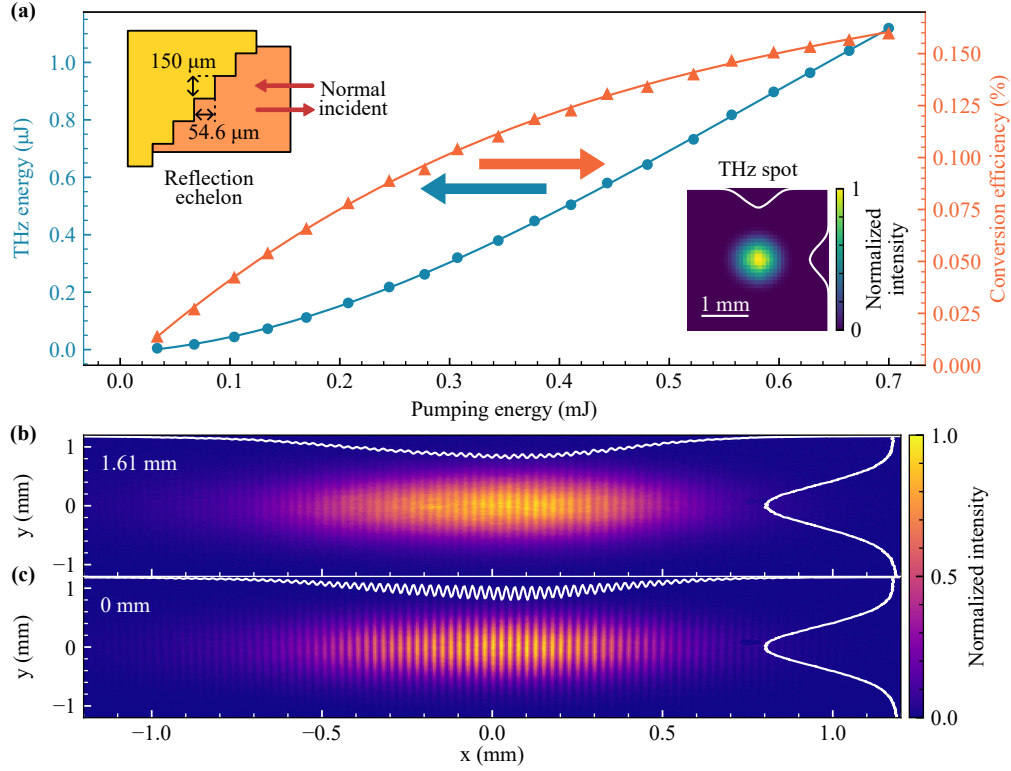 (a)
THz energy (μJ)
0.0
0.2
0.4
0.6
0.8
1.0
150 μm
54.6 μm
Normal
incident
Reflection
echelon
THz spot
1 mm
1
0
Normalized
intensity
0.000
0.025
0.050
0.075
0.100
0.125
0.150
Conversion efficiency (%)
0.0 0.1 0.2 0.3 0.4 0.5 0.6 0.7
Pumping energy (mJ)
(b)
1.61 mm
y (mm)
1
0
−1
(c)
0 mm
y (mm)
1
0
−1
−1.0 −0.5 0.0 0.5 1.0
x (mm)
1.0
0.5
0.0
Normalized intensity